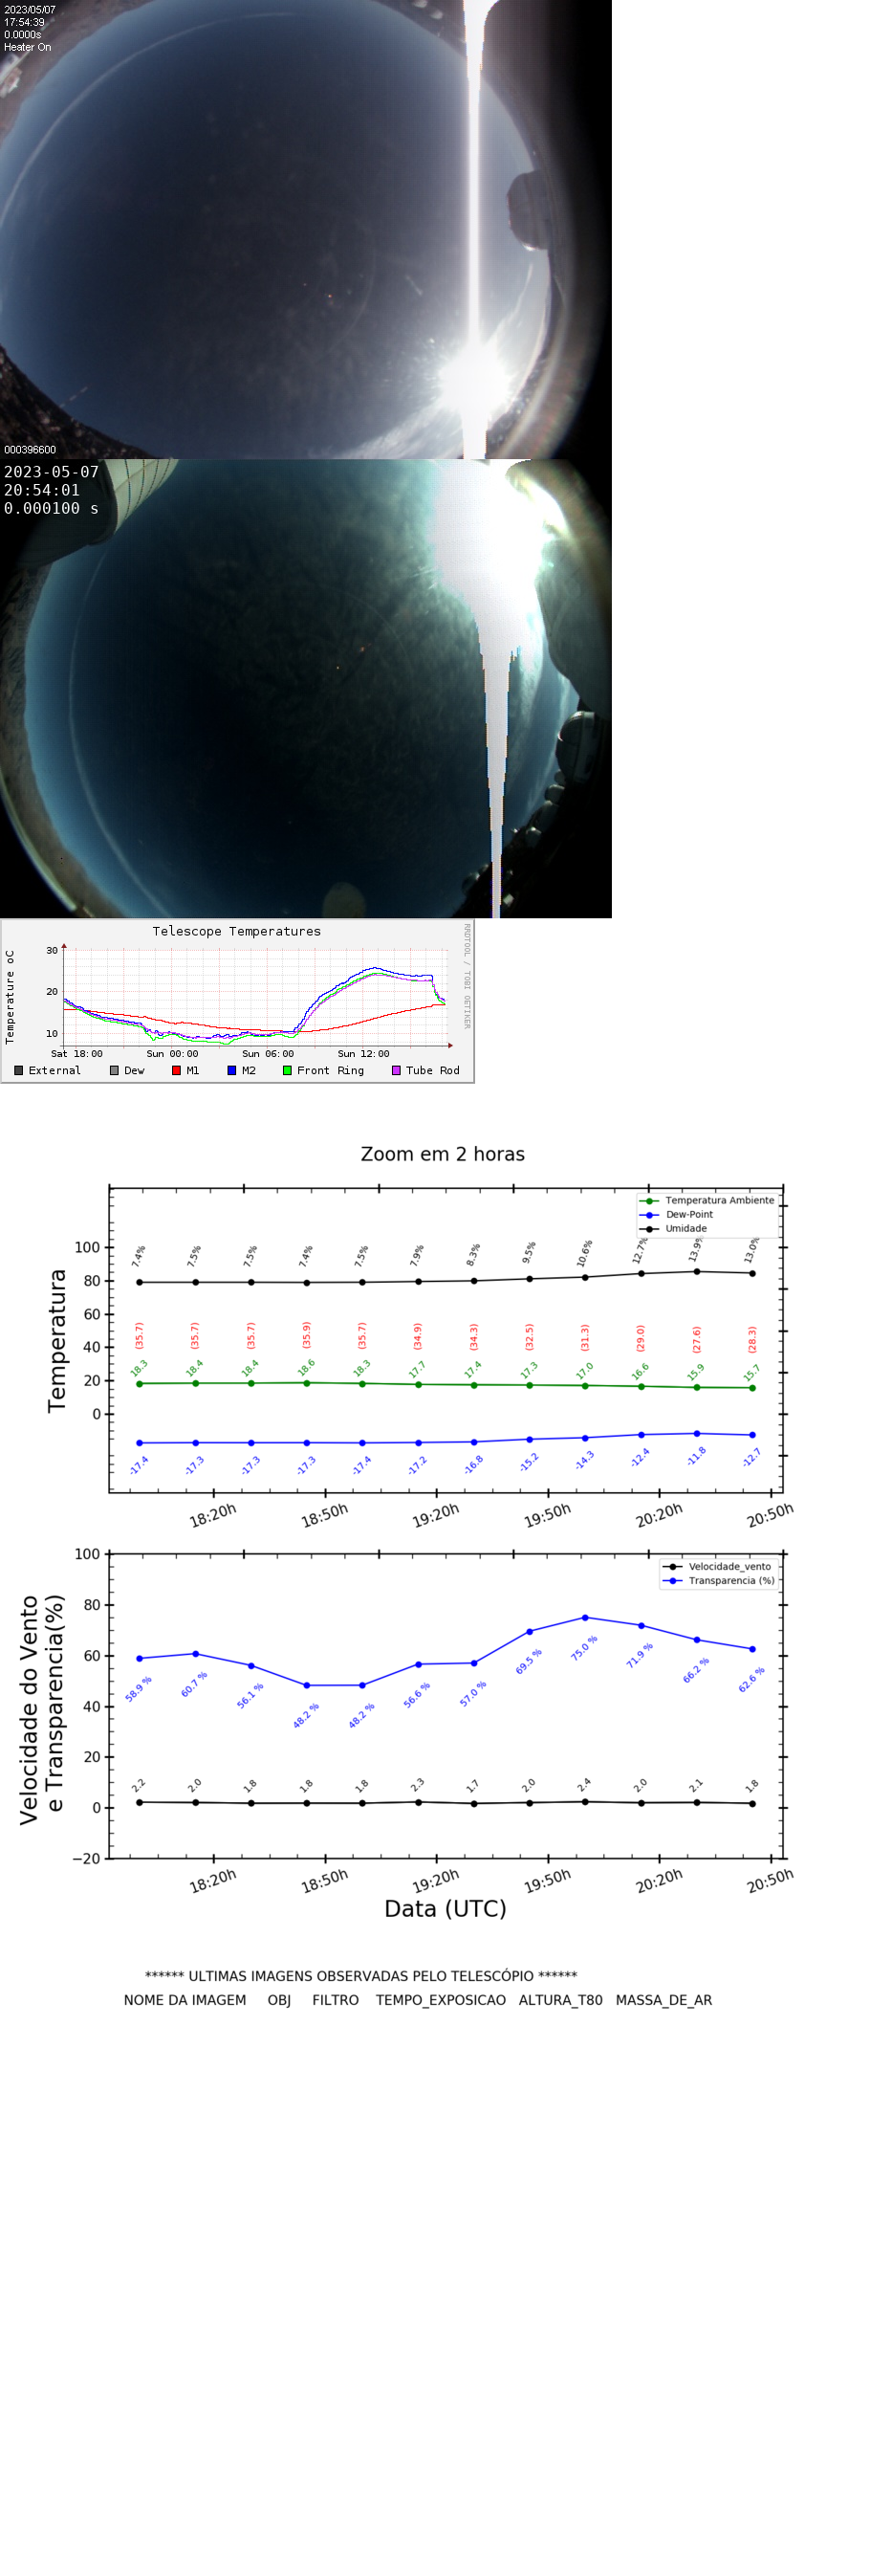 2023/05/07
17:54:39
0.0000s
Heater On
000396600
2023-05-07
20:54:01
0.000100 s
Telescope Temperatures
RRDTOOL / TOBI OETIKER
Temperature oC
30
20
10
Sat 18:00 Sun 00:00 Sun 06:00 Sun 12:00
External Dew M1 M2 Front Ring Tube Rod
Zoom em 2 horas
Temperatura Ambiente
Dew-Point
Umidade
Temperatura
100
80
60
40
20
0
7.4% 7.5% 7.5% 7.4% 7.5% 7.9% 8.3% 9.5% 10.6% 12.7% 13.9% 13.0%
(35.7) (35.7) (35.7) (35.9) (35.7) (34.9) (34.3) (32.5) (31.3) (29.0) (27.6) (28.3)
18.3 18.4 18.4 18.6 18.3 17.7 17.4 17.3 17.0 16.6 15.9 15.7
-17.4 -17.3 -17.3 -17.3 -17.4 -17.2 -16.8 -15.2 -14.3 -12.4 -11.8 -12.7
18:20h 18:50h 19:20h 19:50h 20:20h 20:50h
Velocidade_vento
Transparencia (%)
Velocidade do Vento
e Transparencia(%)
100
80
60
40
20
0
−20
58.9 % 60.7 % 56.1 % 48.2 % 48.2 % 56.6 % 57.0 % 69.5 % 75.0 % 71.9 % 66.2 % 62.6 %
2.2 2.0 1.8 1.8 1.8 2.3 1.7 2.0 2.4 2.0 2.1 1.8
18:20h 18:50h 19:20h 19:50h 20:20h 20:50h
Data (UTC)
****** ULTIMAS IMAGENS OBSERVADAS PELO TELESCÓPIO ******
NOME DA IMAGEM OBJ FILTRO TEMPO_EXPOSICAO ALTURA_T80 MASSA_DE_AR